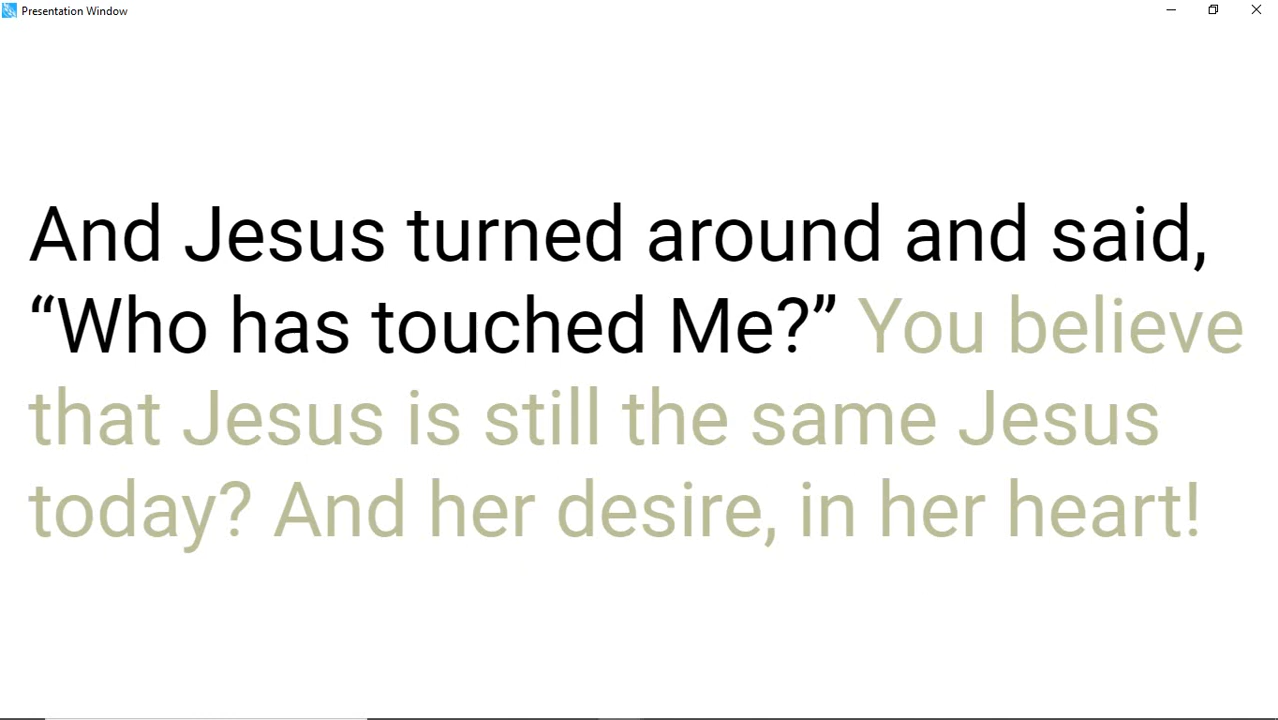 Presentation Window
And Jesus turned around and said,
“Who has touched Me?” You believe
that Jesus is still the same Jesus
today? And her desire, in her heart!